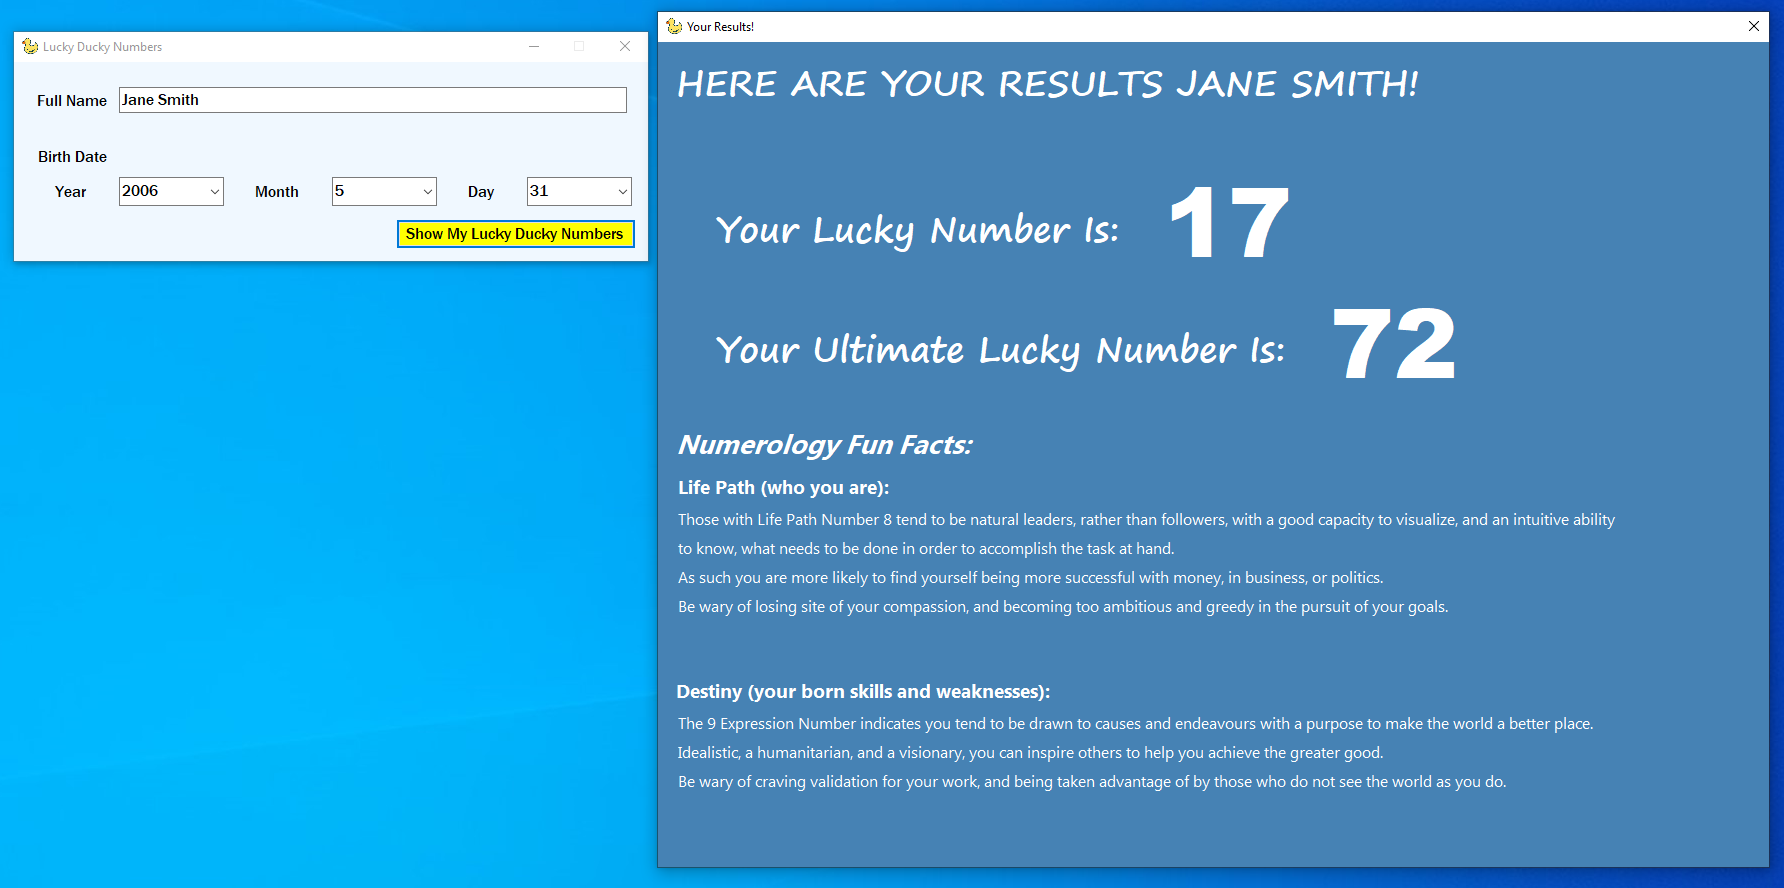 Lucky Ducky Numbers
Full Name Jane Smith
Birth Date
Year 2006 Month 5 Day 31
Show My Lucky Ducky Numbers
Your Results!
HERE ARE YOUR RESULTS JANE SMITH!
Your Lucky Number Is: 17
Your Ultimate Lucky Number Is: 72
Numerology Fun Facts:
Life Path (who you are):
Those with Life Path Number 8 tend to be natural leaders, rather than followers, with a good capacity to visualize, and an intuitive ability
to know, what needs to be done in order to accomplish the task at hand.
As such you are more likely to find yourself being more successful with money, in business, or politics.
Be wary of losing site of your compassion, and becoming too ambitious and greedy in the pursuit of your goals.
Destiny (your born skills and weaknesses):
The 9 Expression Number indicates you tend to be drawn to causes and endeavours with a purpose to make the world a better place.
Idealistic, a humanitarian, and a visionary, you can inspire others to help you achieve the greater good.
Be wary of craving validation for your work, and being taken advantage of by those who do not see the world as you do.